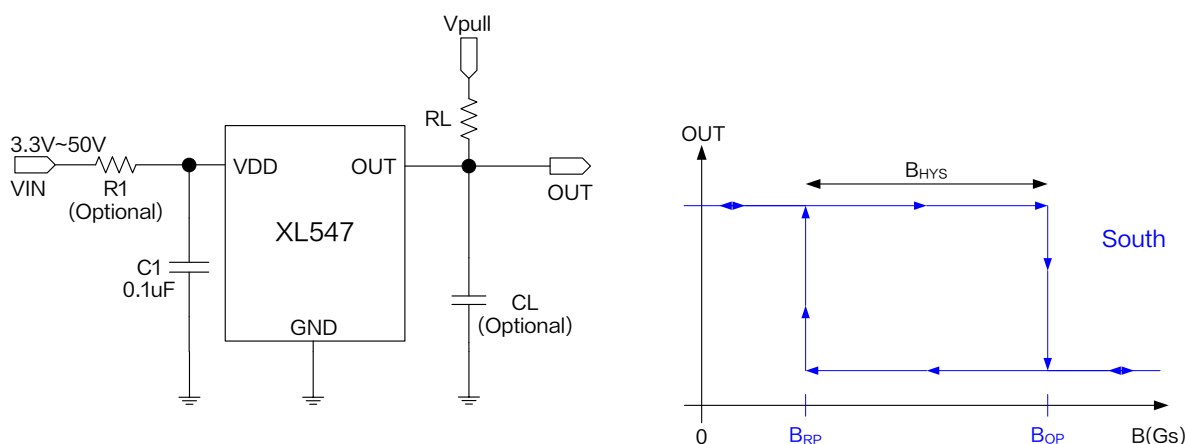 Vpull
RL
3.3V~50V
VIN
R1
(Optional)
VDD
OUT
OUT
XL547
C1
0.1uF
GND
CL
(Optional)
OUT
BHYS
South
0
BRP
BOP
B(Gs)